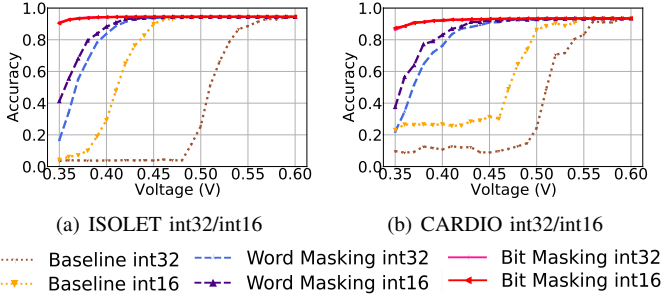 1.0
0.8
0.6
0.4
0.2
0.0
Accuracy
0.35 0.40 0.45 0.50 0.55 0.60
Voltage (V)
(a) ISOLET int32/int16
1.0
0.8
0.6
0.4
0.2
0.0
Accuracy
0.35 0.40 0.45 0.50 0.55 0.60
Voltage (V)
(b) CARDIO int32/int16
Baseline int32 Word Masking int32 Bit Masking int32
Baseline int16 Word Masking int16 Bit Masking int16